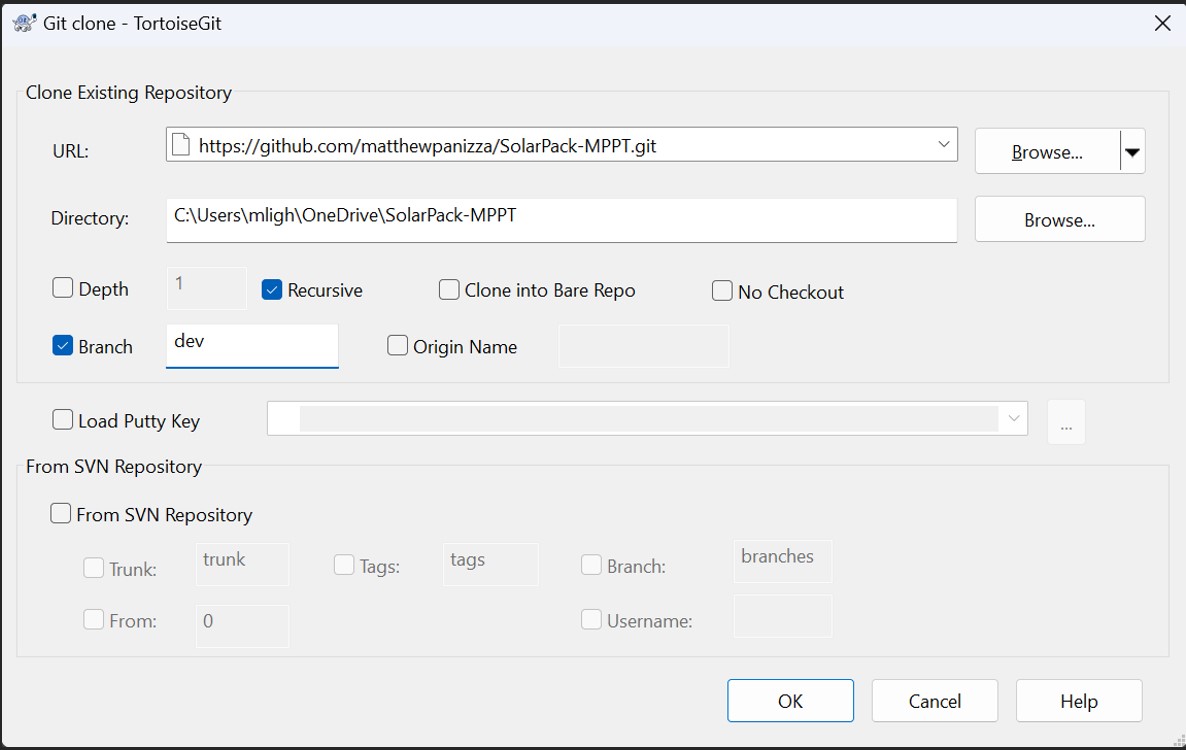 Git clone - TortoiseGit
Clone Existing Repository
URL: https://github.com/matthewpanizza/SolarPack-MPPT.git Browse...
Directory: C:\Users\mligh\OneDrive\SolarPack-MPPT Browse...
Depth 1 Recursive Clone into Bare Repo No Checkout
Branch dev Origin Name
Load Putty Key ...
From SVN Repository
From SVN Repository
Trunk: trunk Tags: tags Branch: branches
From: 0 Username:
OK Cancel Help